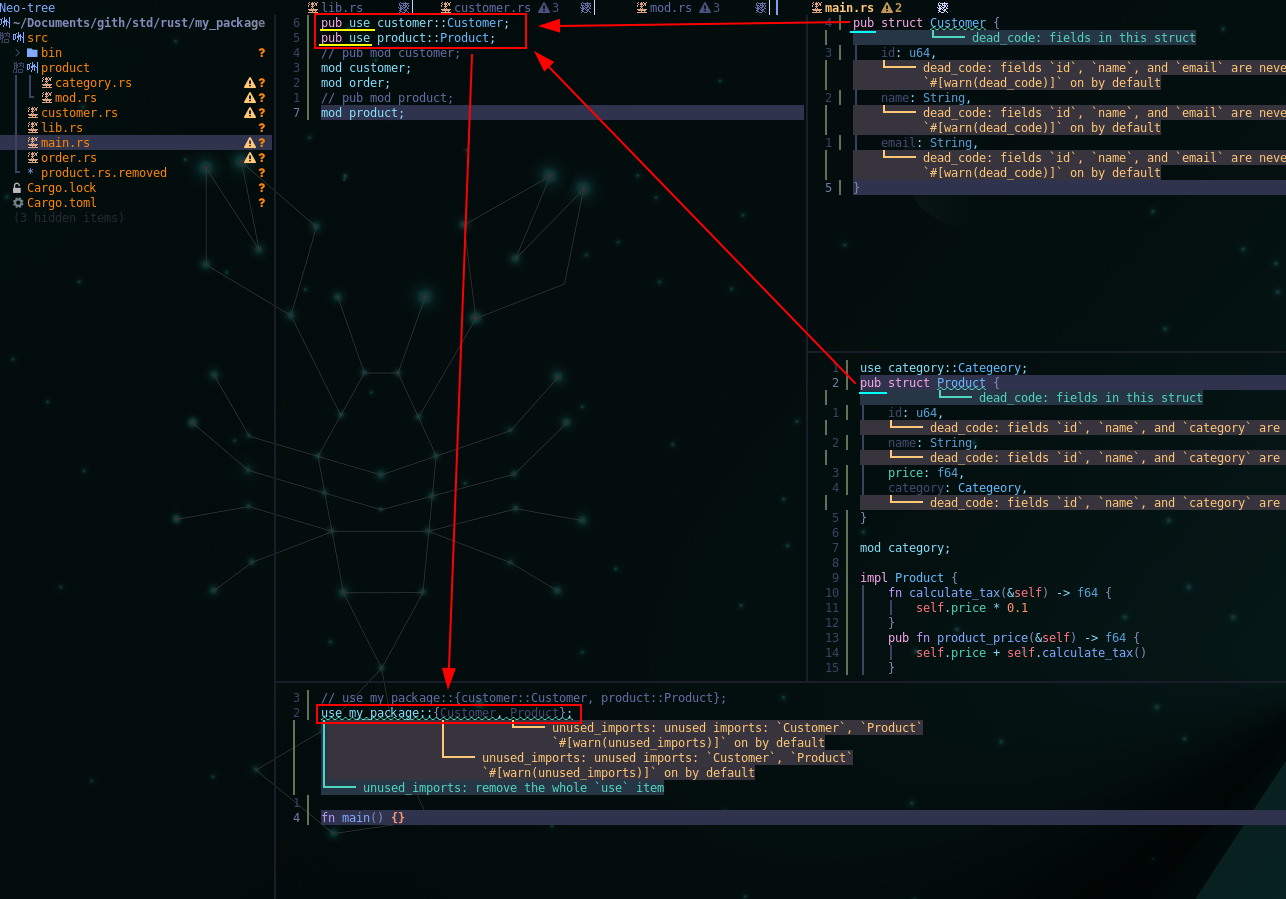 Neo-tree
~/Documents/gith/std/rust/my_package
src
bin ?
product
category.rs ?
mod.rs ?
customer.rs ?
lib.rs ?
main.rs ?
order.rs ?
* product.rs.removed ?
Cargo.lock ?
Cargo.toml ?
(3 hidden items)
lib.rs
customer.rs 3
mod.rs 3
main.rs 2
6 pub use customer::Customer;
5 pub use product::Product;
4 // pub mod customer;
3 mod customer;
2 mod order;
1 // pub mod product;
7 mod product;
4 pub struct Customer {
dead_code: fields in this struct
3 id: u64,
dead_code: fields `id`, `name`, and `email` are neve
`#[warn(dead_code)]` on by default
2 name: String,
dead_code: fields `id`, `name`, and `email` are neve
`#[warn(dead_code)]` on by default
1 email: String,
dead_code: fields `id`, `name`, and `email` are neve
`#[warn(dead_code)]` on by default
5 }
1 use category::Categeory;
2 pub struct Product {
dead_code: fields in this struct
1 id: u64,
dead_code: fields `id`, `name`, and `category` are
2 name: String,
dead_code: fields `id`, `name`, and `category` are
3 price: f64,
4 category: Categeory,
dead_code: fields `id`, `name`, and `category` are
5 }
6
7 mod category;
8
9 impl Product {
10 fn calculate_tax(&self) -> f64 {
11 self.price * 0.1
12 }
13 pub fn product_price(&self) -> f64 {
14 self.price + self.calculate_tax()
15 }
3 // use my_package::{customer::Customer, product::Product};
2 use my_package::{Customer, Product};
unused_imports: unused imports: `Customer`, `Product`
`#[warn(unused_imports)]` on by default
unused_imports: unused imports: `Customer`, `Product`
`#[warn(unused_imports)]` on by default
unused_imports: remove the whole `use` item
1
4 fn main() {}